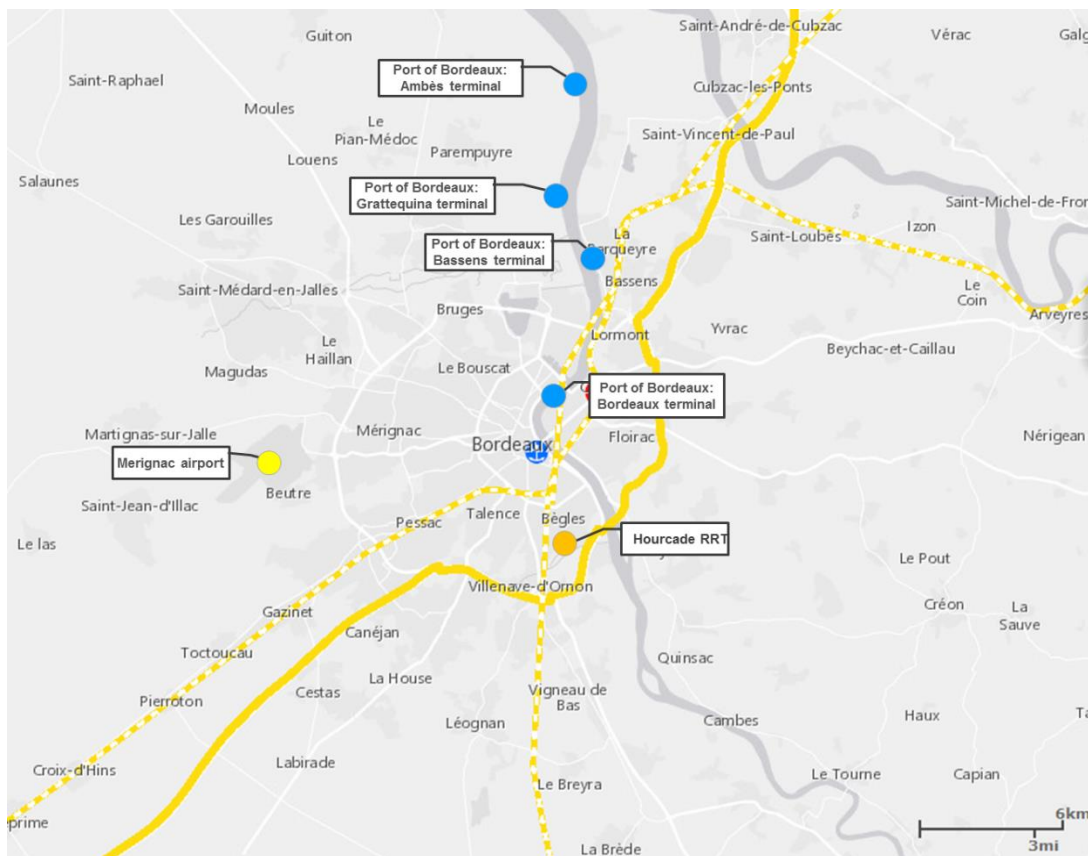 Guiton
Saint-André-de-Cubzac
Vérac
Saint-Raphael
Port of Bordeaux:
Ambès terminal
Moules
Cubzac-les-Ponts
Le
Pian-Médoc
Saint-Vincent-de-Paul
Louens
Parempuyre
Salaunes
Port of Bordeaux:
Grattequina terminal
Saint-Michel-de-Fron
Les Garouilles
La
Izon
Port of Bordeaux:
Bassens terminal
Saint-Loubès
Bassens
Saint-Médard-en-Jalles
Le
Coin
Bruges
Arveyres
Lormont
Yvrac
Le
Haillan
Beychac-et-Caillau
Magudas
Le Bouscat
Port of Bordeaux:
Bordeaux terminal
Martignas-sur-Jalle
Mérignac
Bordeaux
Floirac
Nérigean
Merignac airport
Beutre
Saint-Jean-d'Illac
Talence
Bègles
Pessac
Hourcade RRT
Le las
Le Pout
Villenave-d'Ornon
Créon
La
Sauve
Gazinet
Canéjan
Toctoucau
Quinsac
La House
Cestas
Vigneau de
Bas
Pierroton
Léognan
Cambes
Haux
Labirade
Croix-d'Hins
Le Breyra
Le Tourne
Capian
6km
eprime
3mi
La Brède